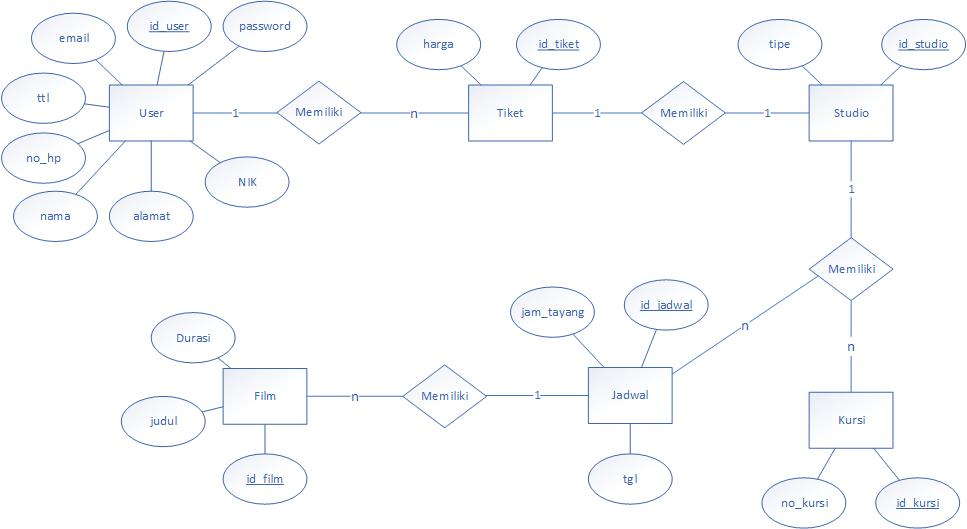 id_user
email
password
harga
id_tiket
tipe
id_studio
ttl
User
1
Memiliki
n
Tiket
1
Memiliki
1
Studio
no_hp
NIK
nama
alamat
1
Memiliki
jam_tayang
id_jadwal
n
Durasi
n
Film
n
Memiliki
1
Jadwal
judul
Kursi
id_film
tgl
no_kursi
id_kursi